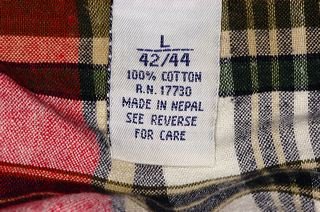 L
42/44
100% COTTON
R.N. 17730
MADE IN NEPAL
SEE REVERSE
FOR CARE